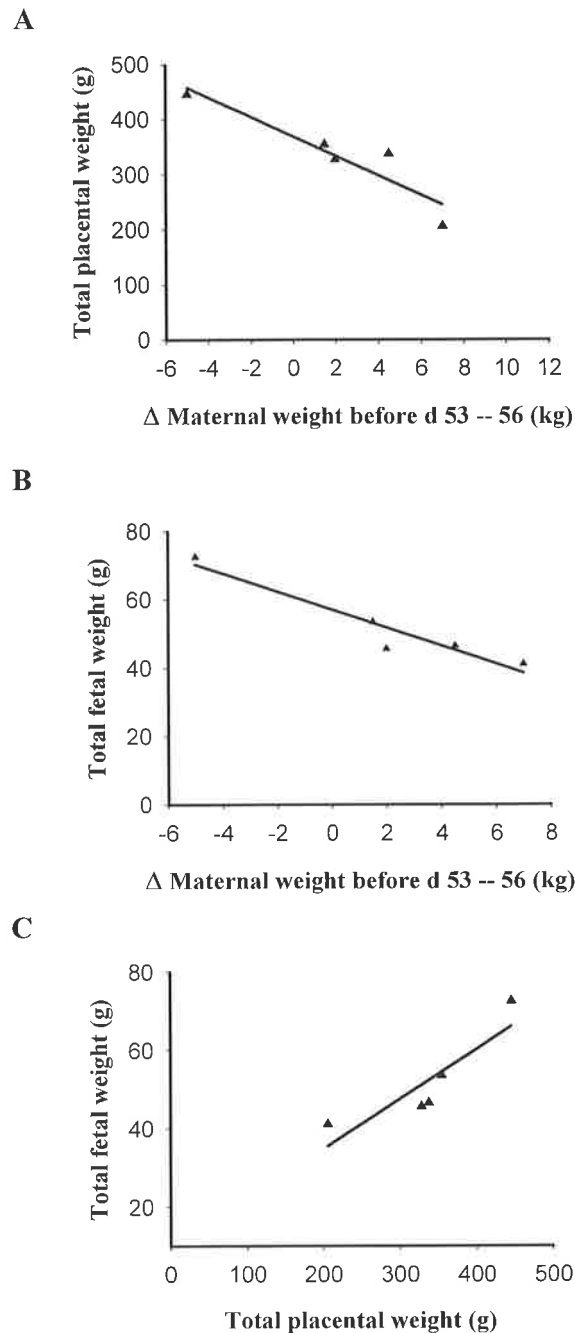 A
Total placental weight (g)
500
400
300
200
100
0
-6 -4 -2 0 2 4 6 8 10 12
Δ Maternal weight before d 53 -- 56 (kg)
B
Total fetal weight (g)
80
60
40
20
0
-6 -4 -2 0 2 4 6 8
Δ Maternal weight before d 53 -- 56 (kg)
C
Total fetal weight (g)
80
60
40
20
0 100 200 300 400 500
Total placental weight (g)